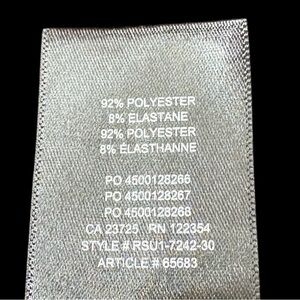 92% POLYESTER
8% ELASTANE
92% POLYESTER
8% ÉLASTHANNE
PO 4500128266
PO 4500128267
PO 4500128268
CA 23725 RN 122354
STYLE # RSU1-7242-30
ARTICLE # 65683